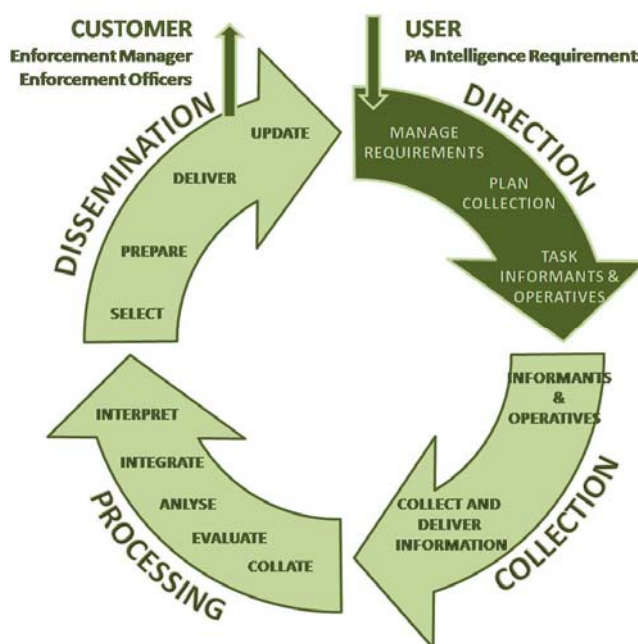 CUSTOMER
Enforcement Manager
Enforcement Officers
USER
PA Intelligence Requirement
DIRECTION
MANAGE
REQUIREMENTS
PLAN
COLLECTION
TASK
INFORMANTS &
OPERATIVES
INFORMANTS
&
OPERATIVES
COLLECT AND
DELIVER
INFORMATION
COLLECTION
COLLATE
EVALUATE
ANLYSE
INTEGRATE
INTERPRET
PROCESSING
SELECT
PREPARE
DELIVER
UPDATE
DISSEMINATION